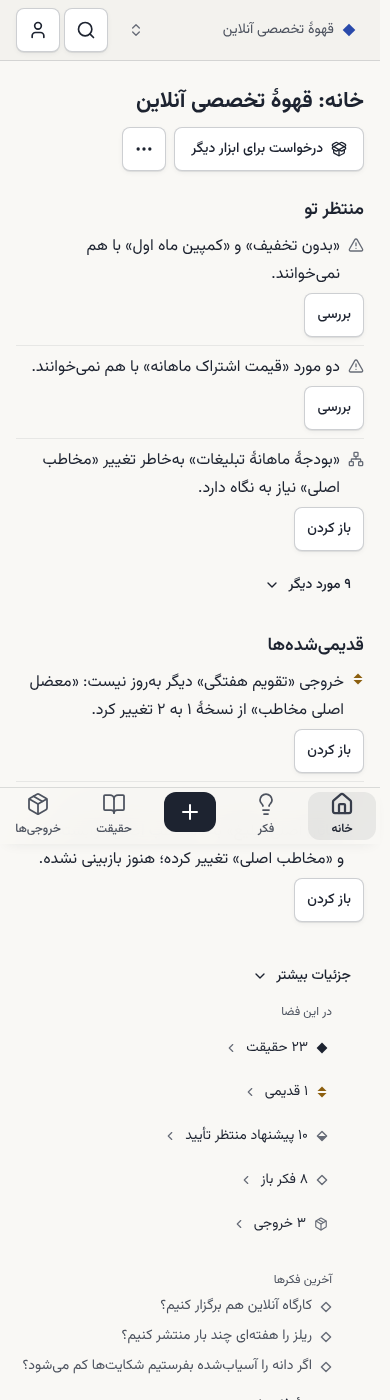 قهوهٔ تخصصی آنلاین
خانه: قهوهٔ تخصصی آنلاین
درخواست برای ابزار دیگر
منتظر تو
«بدون تخفیف» و «کمپین ماه اول» با هم
نمی‌خوانند.
بررسی
دو مورد «قیمت اشتراک ماهانه» با هم نمی‌خوانند.
بررسی
«بودجهٔ ماهانهٔ تبلیغات» به‌خاطر تغییر «مخاطب
اصلی» نیاز به نگاه دارد.
باز کردن
۹ مورد دیگر
قدیمی‌شده‌ها
خروجی «تقویم هفتگی» دیگر به‌روز نیست: «معضل
اصلی مخاطب» از نسخهٔ ۱ به ۲ تغییر کرد.
باز کردن
خانه
فکر
حقیقت
خروجی‌ها
و «مخاطب اصلی» تغییر کرده؛ هنوز بازبینی نشده.
باز کردن
جزئیات بیشتر
در این فضا
۲۳ حقیقت
۱ قدیمی
۱۰ پیشنهاد منتظر تأیید
۸ فکر باز
۳ خروجی
آخرین فکرها
کارگاه آنلاین هم برگزار کنیم؟
ریلز را هفته‌ای چند بار منتشر کنیم؟
اگر دانه را آسیاب‌شده بفرستیم شکایت‌ها کم می‌شود؟